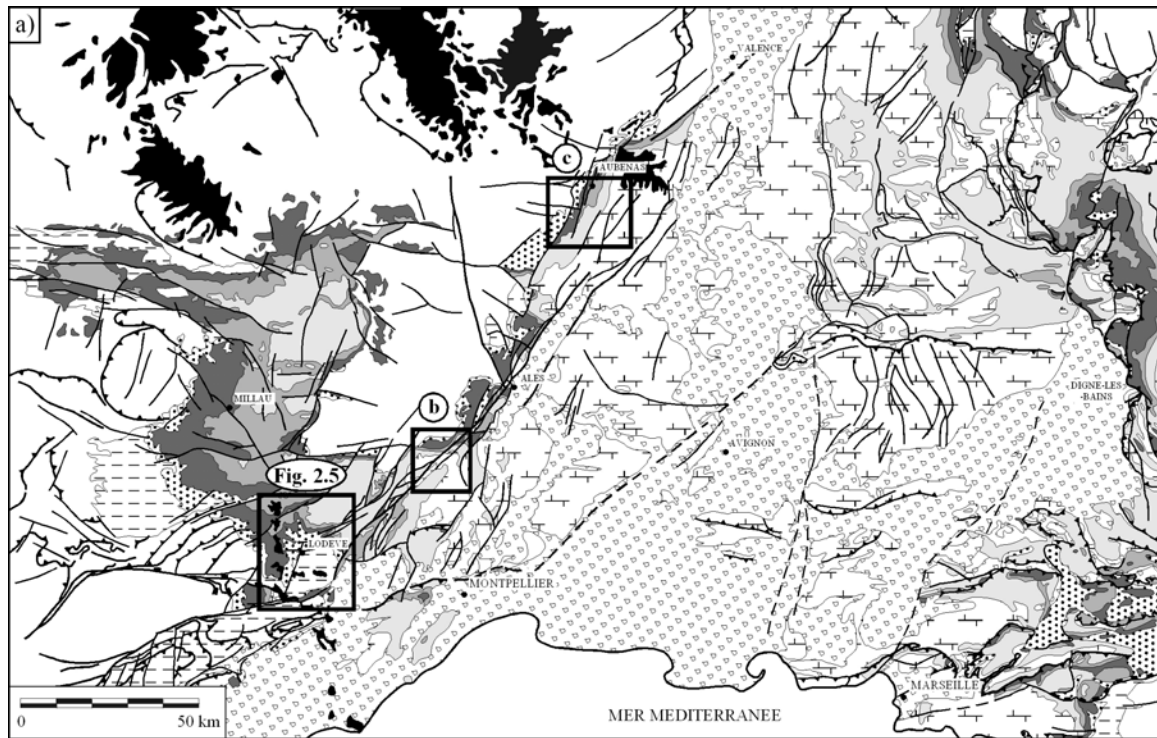 a)
VALENCE
c
AUBENAS
ALES
MILLAU
b
DIGNE-LES-
BAINS
AVIGNON
Fig. 2.5
LODEVE
MONTPELLIER
MARSEILLE
0 50 km
MER MEDITERRANEE